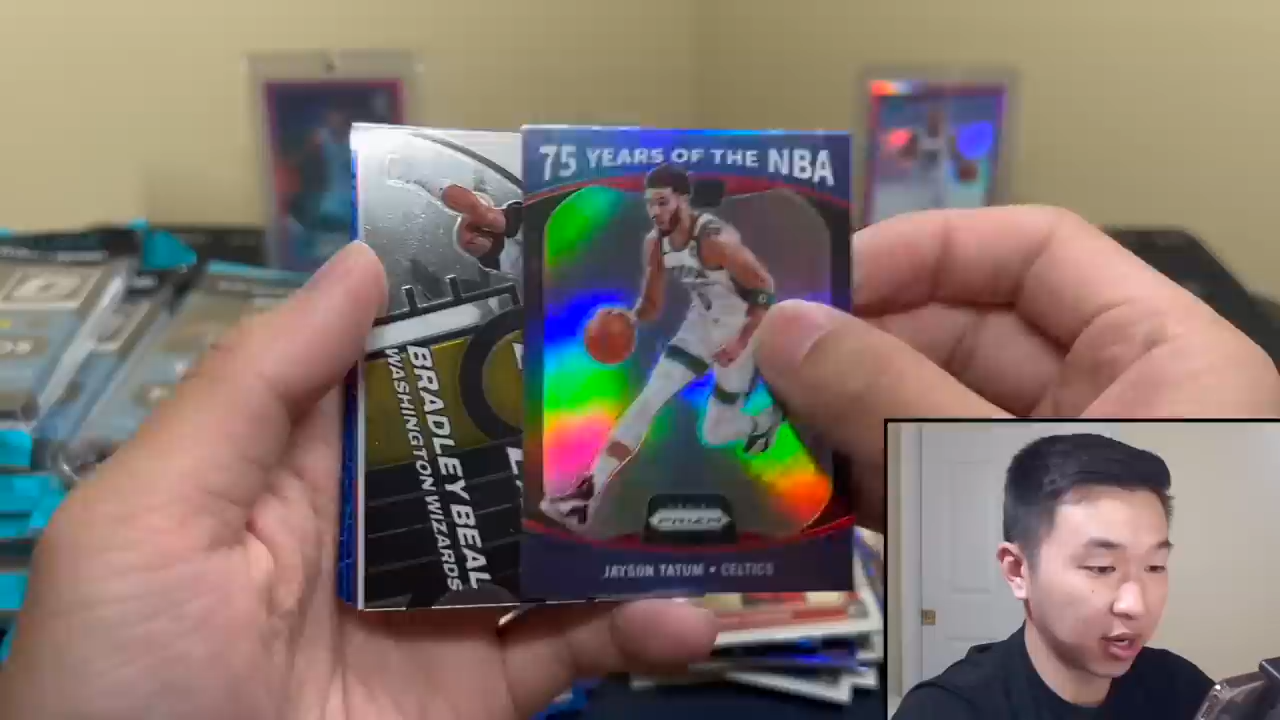 75 YEARS OF THE NBA
PRIZM
JAYSON TATUM • CELTICS
BRADLEY BEAL
WASHINGTON WIZARDS